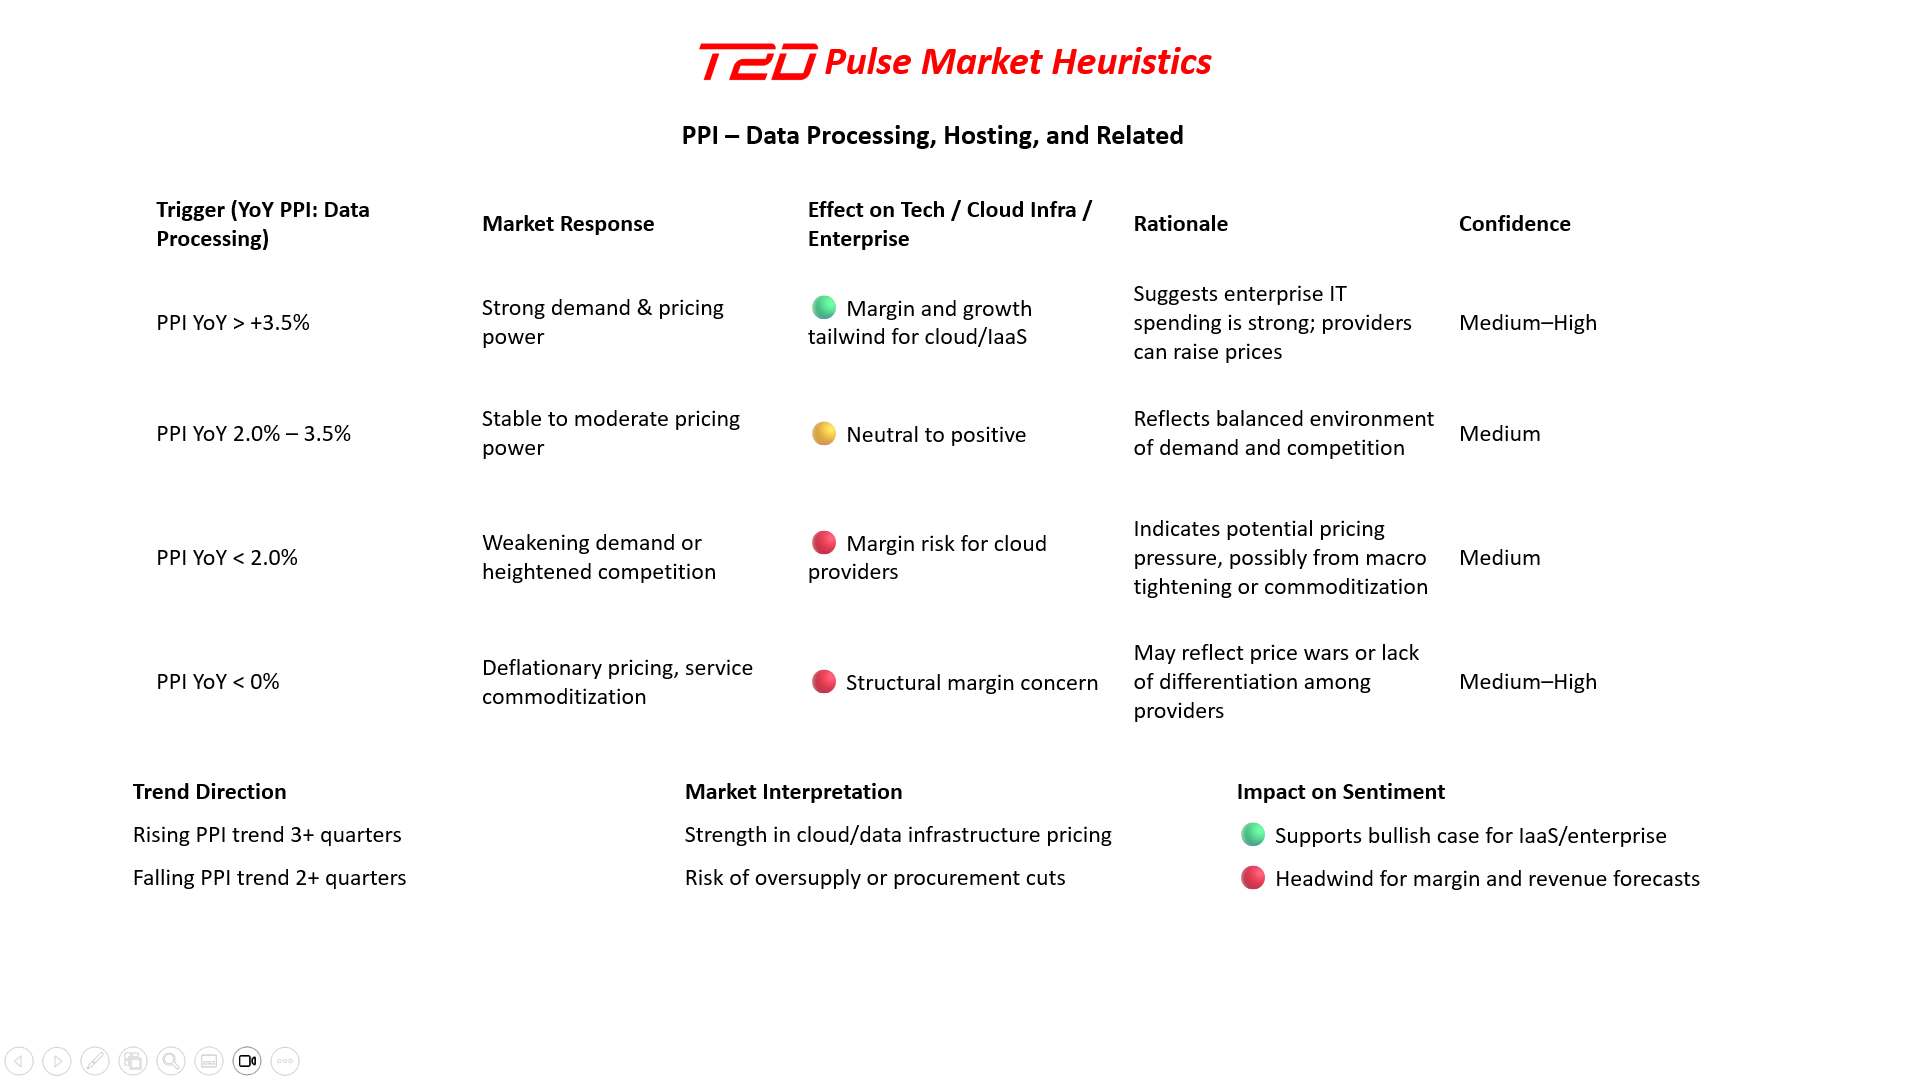 T2D Pulse Market Heuristics
PPI – Data Processing, Hosting, and Related
Trigger (YoY PPI: Data
Processing)
Market Response
Effect on Tech / Cloud Infra /
Enterprise
Rationale
Confidence
PPI YoY > +3.5%
Strong demand & pricing
power
Margin and growth
tailwind for cloud/IaaS
Suggests enterprise IT
spending is strong; providers
can raise prices
Medium–High
PPI YoY 2.0% – 3.5%
Stable to moderate pricing
power
Neutral to positive
Reflects balanced environment
of demand and competition
Medium
PPI YoY < 2.0%
Weakening demand or
heightened competition
Margin risk for cloud
providers
Indicates potential pricing
pressure, possibly from macro
tightening or commoditization
Medium
PPI YoY < 0%
Deflationary pricing, service
commoditization
Structural margin concern
May reflect price wars or lack
of differentiation among
providers
Medium–High
Trend Direction
Market Interpretation
Impact on Sentiment
Rising PPI trend 3+ quarters
Strength in cloud/data infrastructure pricing
Supports bullish case for IaaS/enterprise
Falling PPI trend 2+ quarters
Risk of oversupply or procurement cuts
Headwind for margin and revenue forecasts